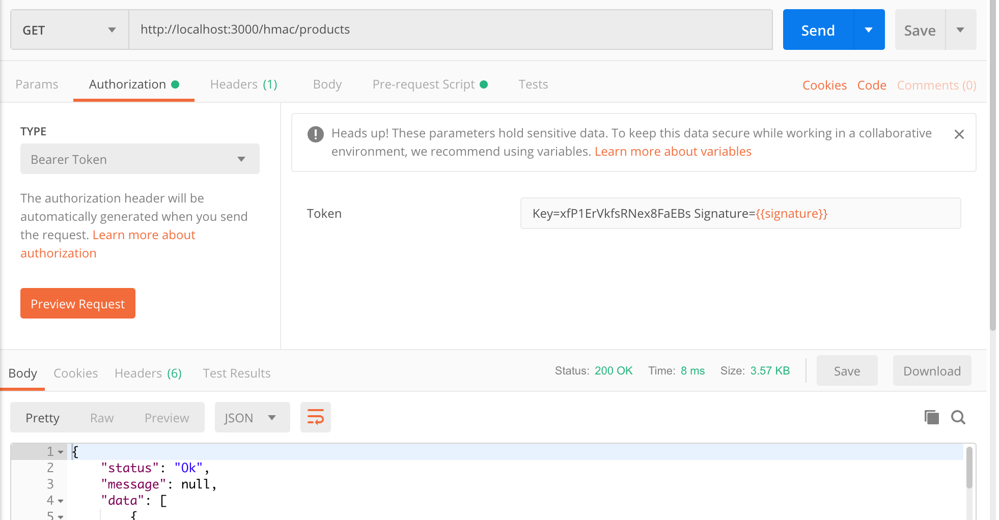 GET http://localhost:3000/hmac/products Send Save
Params Authorization Headers (1) Body Pre-request Script Tests Cookies Code Comments (0)
TYPE
Bearer Token
The authorization header will be
automatically generated when you send
the request. Learn more about
authorization
Preview Request
Heads up! These parameters hold sensitive data. To keep this data secure while working in a collaborative
environment, we recommend using variables. Learn more about variables
Token Key=xfP1ErVkfsRNex8FaEBs Signature={{signature}}
Body Cookies Headers (6) Test Results Status: 200 OK Time: 8 ms Size: 3.57 KB Save Download
Pretty Raw Preview JSON
1 {
2 "status": "Ok",
3 "message": null,
4 "data": [
5 {